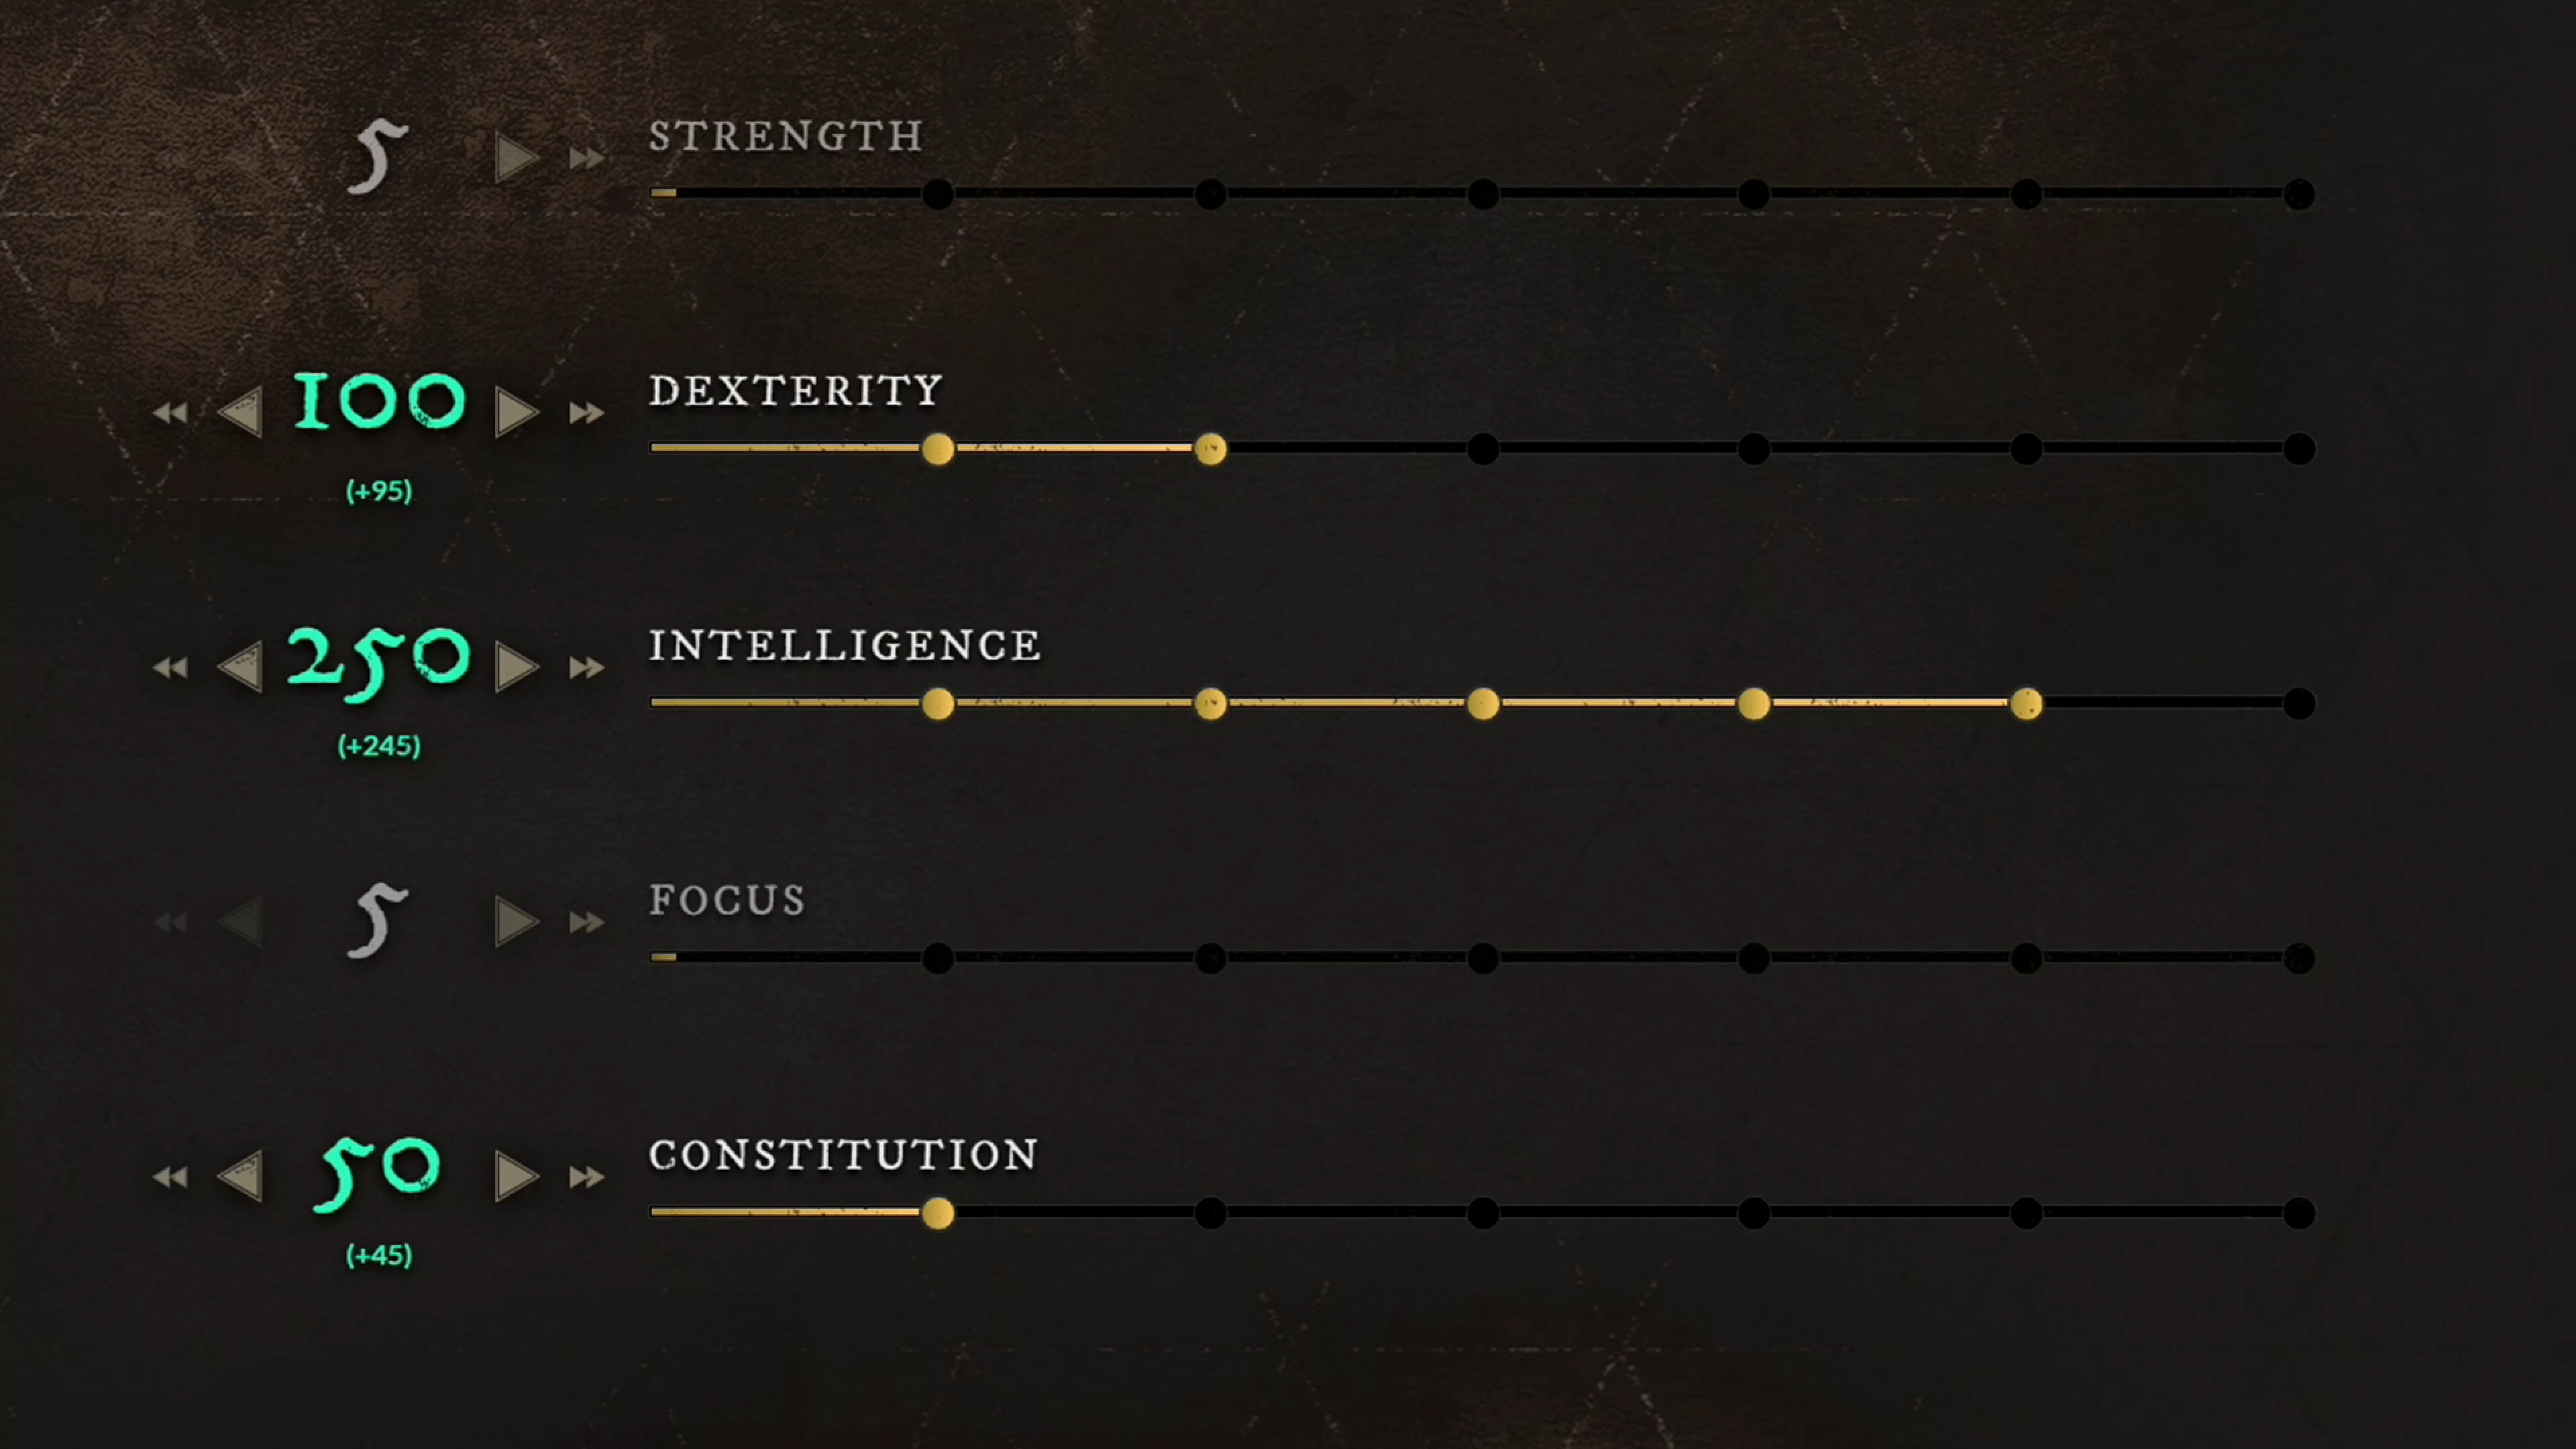 5 STRENGTH
100 DEXTERITY
(+95)
250 INTELLIGENCE
(+245)
5 FOCUS
50 CONSTITUTION
(+45)